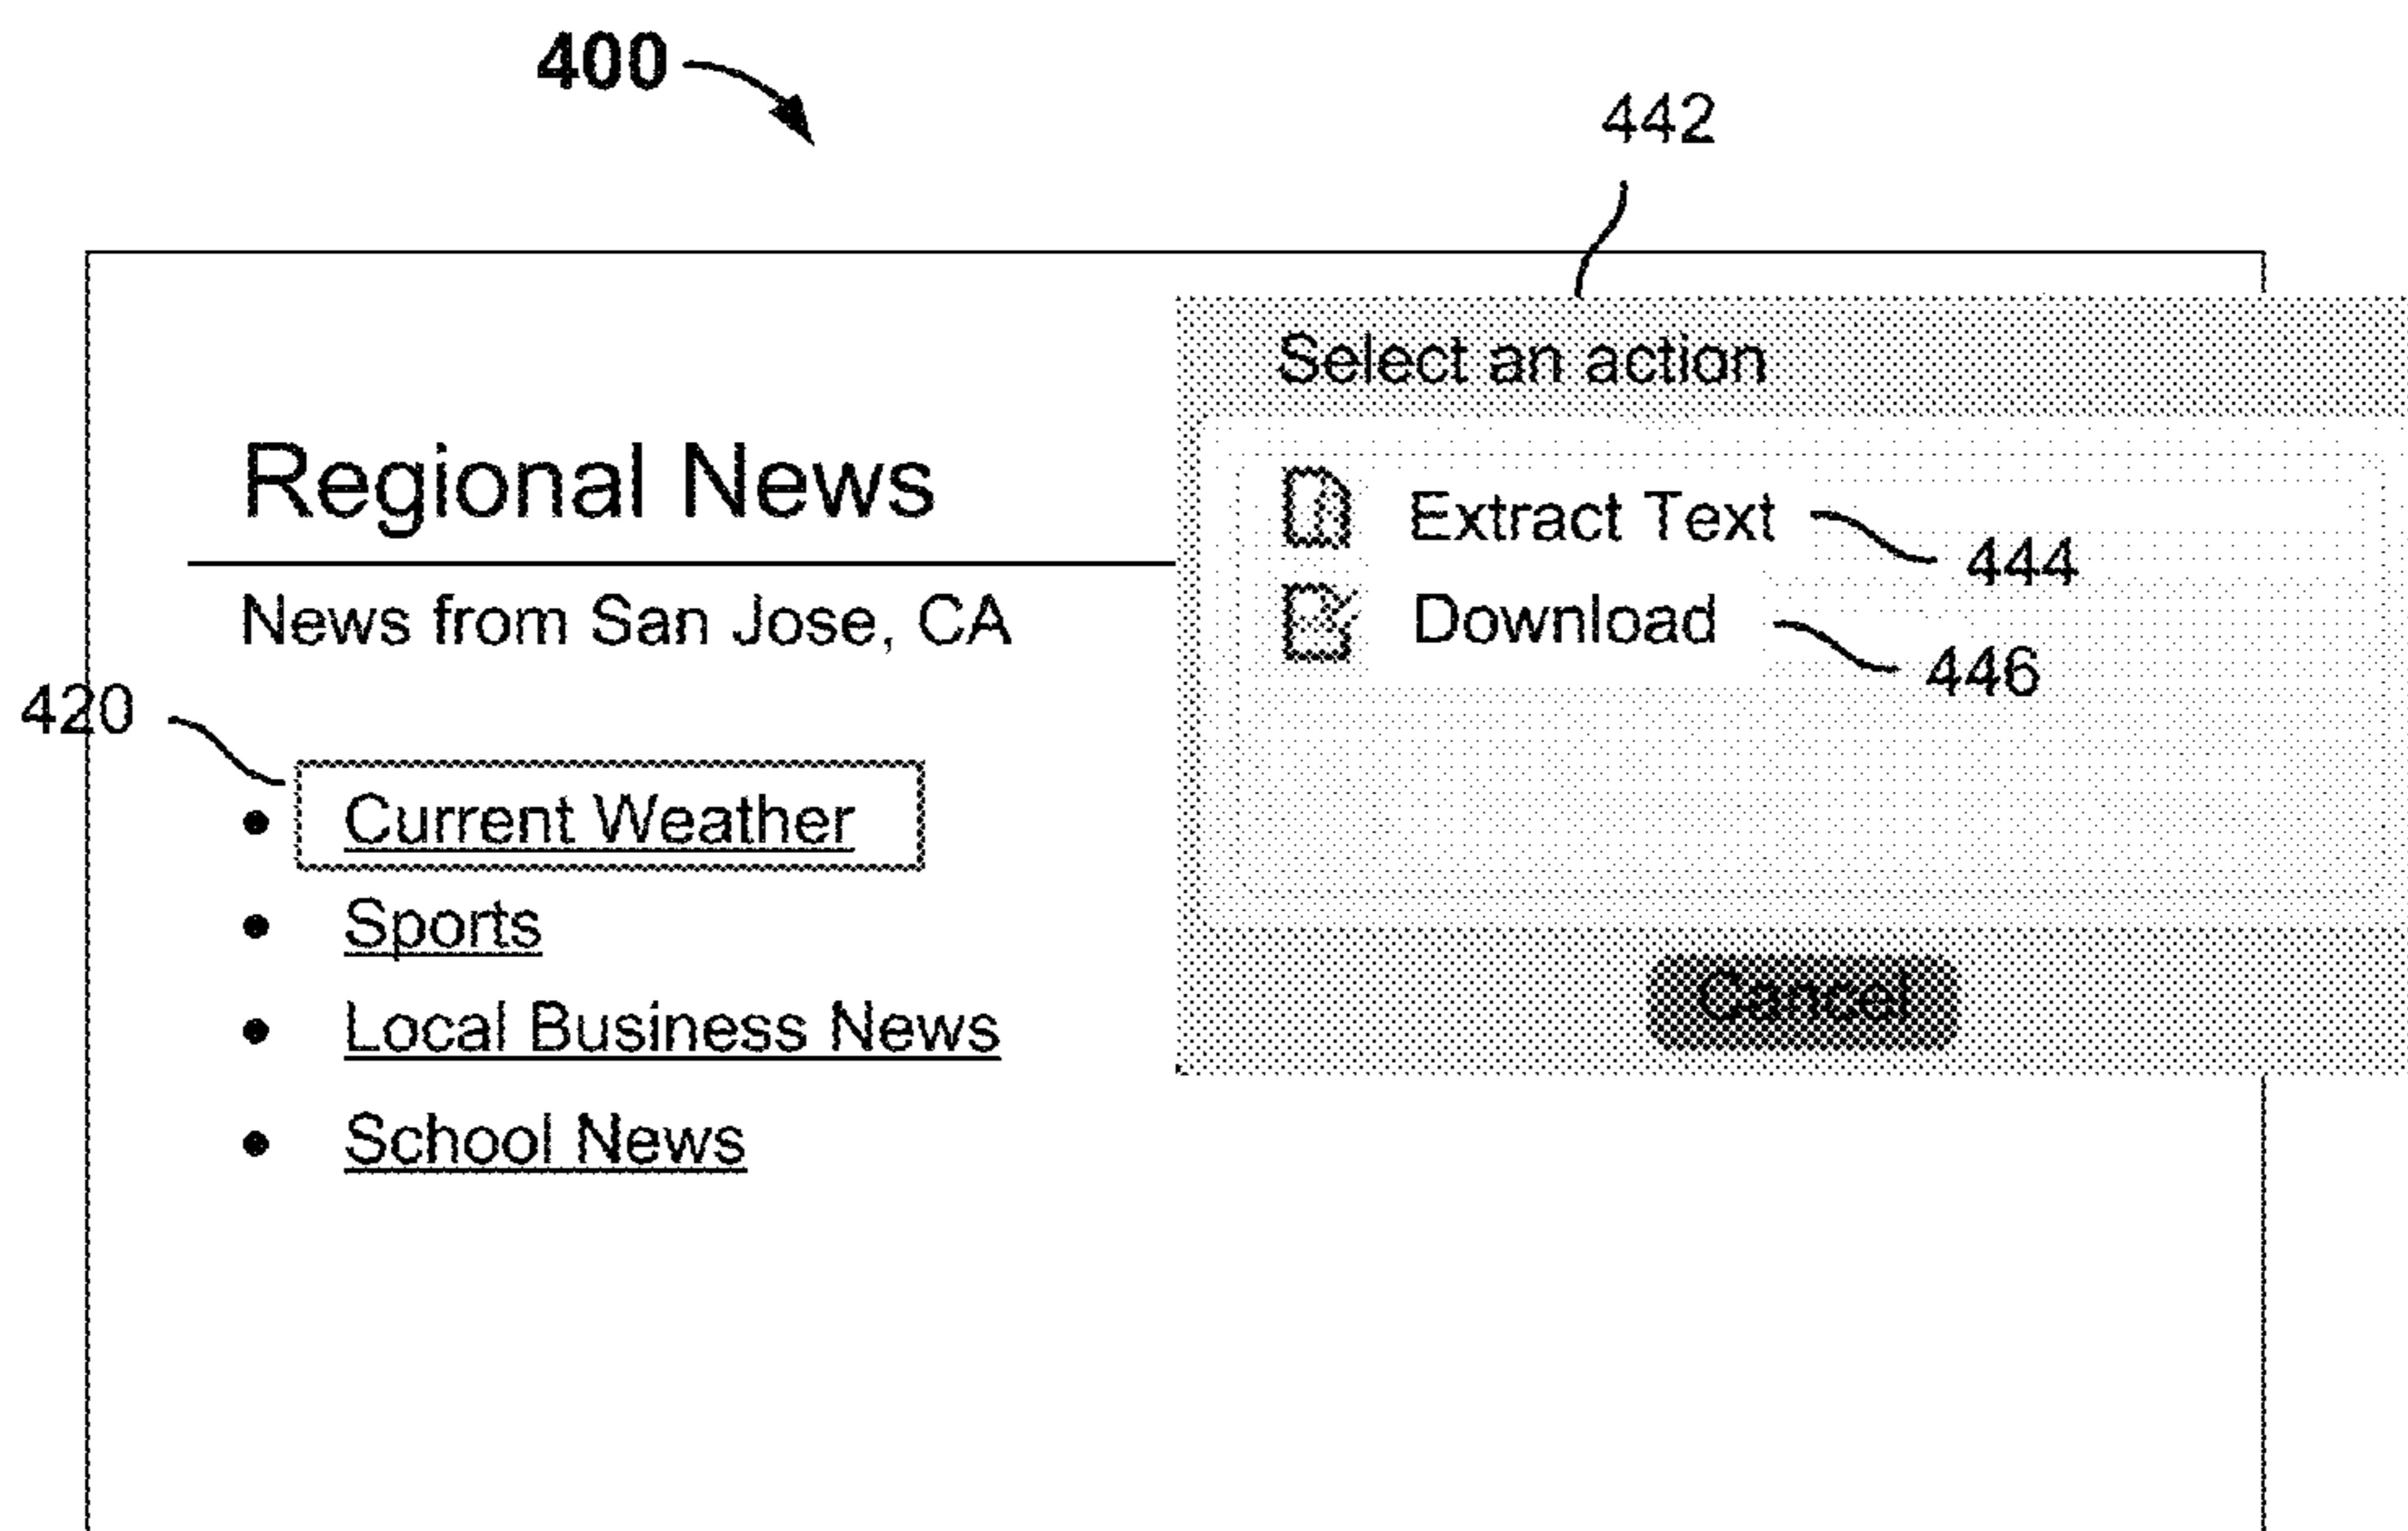 400
442
Select an action
Regional News
Extract Text
444
News from San Jose, CA
Download
446
420
• Current Weather
• Sports
• Local Business News
• School News
Cancel